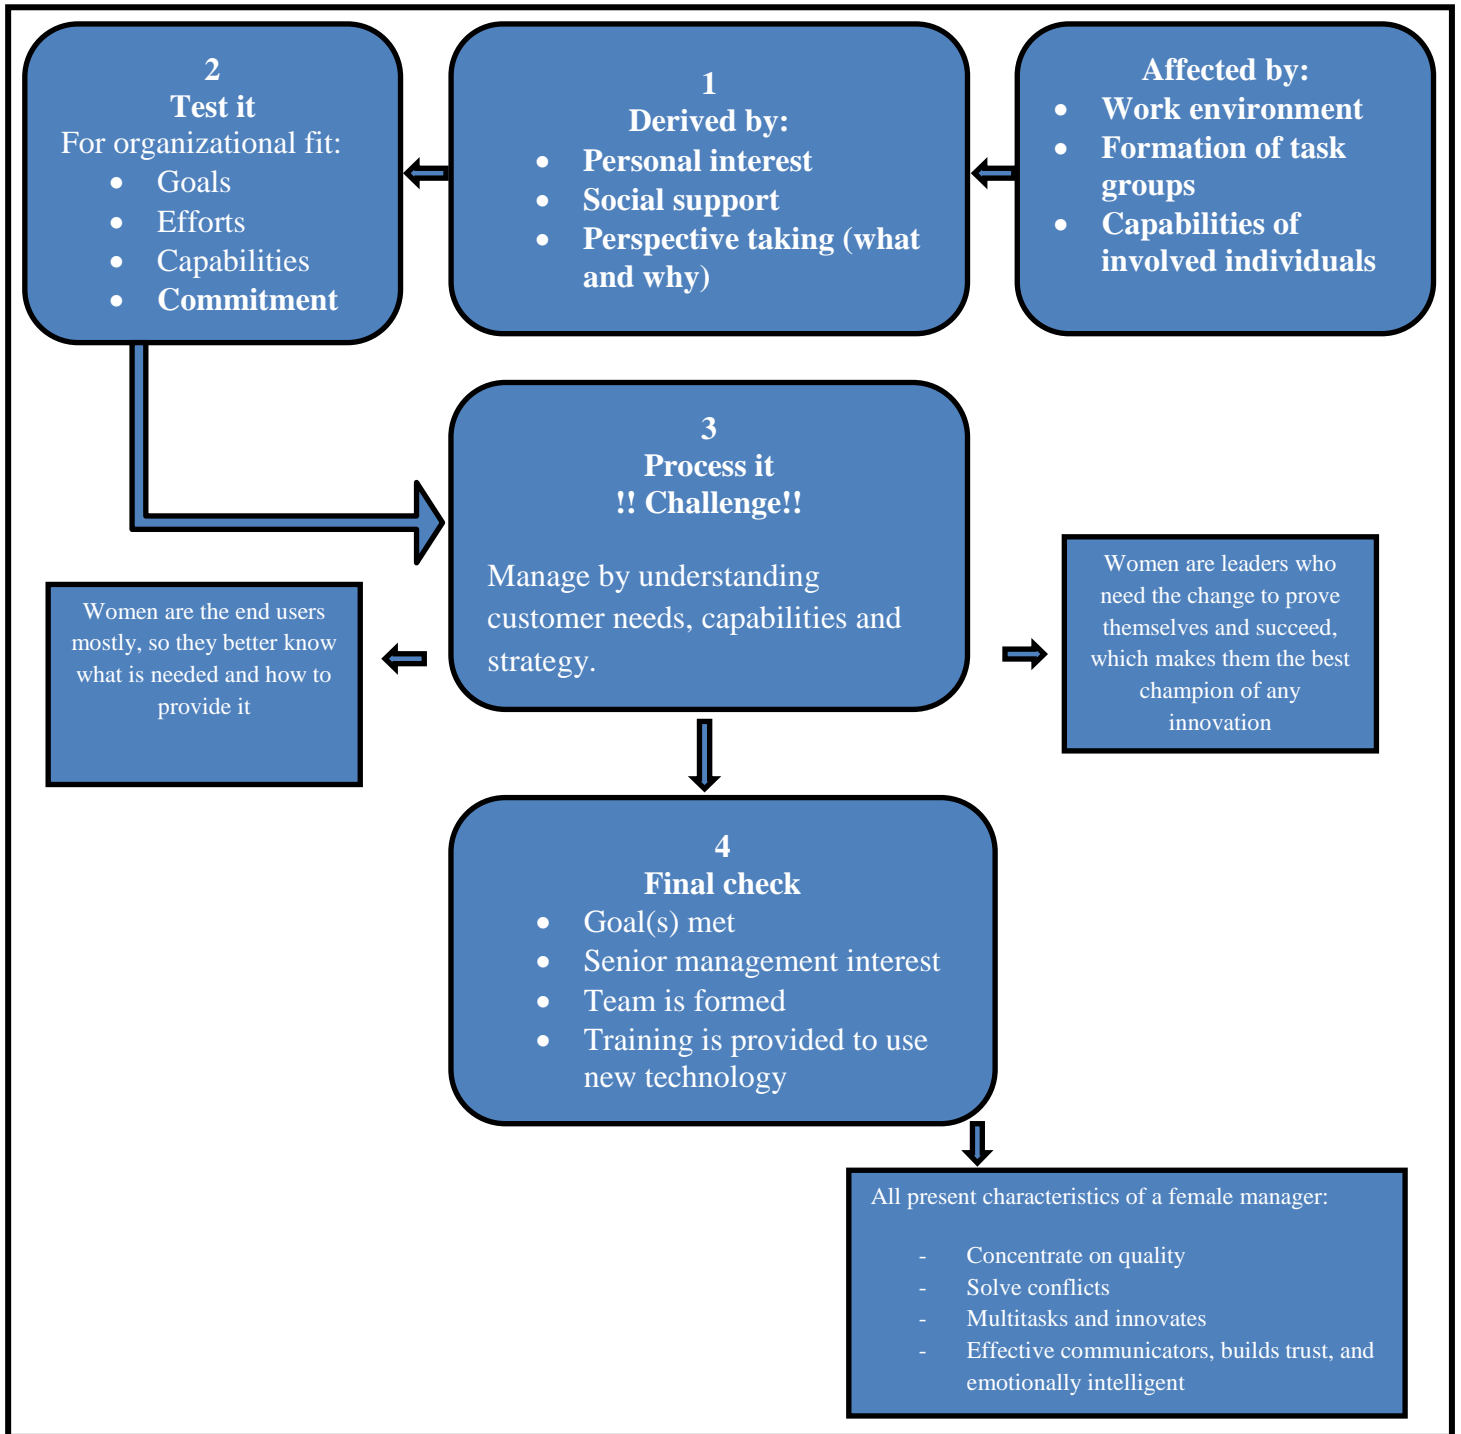 2
Test it
For organizational fit:
• Goals
• Efforts
• Capabilities
• Commitment
1
Derived by:
• Personal interest
• Social support
• Perspective taking (what
and why)
Affected by:
• Work environment
• Formation of task
groups
• Capabilities of
involved individuals
3
Process it
!! Challenge!!
Manage by understanding
customer needs, capabilities and
strategy.
Women are the end users
mostly, so they better know
what is needed and how to
provide it
Women are leaders who
need the change to prove
themselves and succeed,
which makes them the best
champion of any
innovation
4
Final check
• Goal(s) met
• Senior management interest
• Team is formed
• Training is provided to use
new technology
All present characteristics of a female manager:
- Concentrate on quality
- Solve conflicts
- Multitasks and innovates
- Effective communicators, builds trust, and
emotionally intelligent